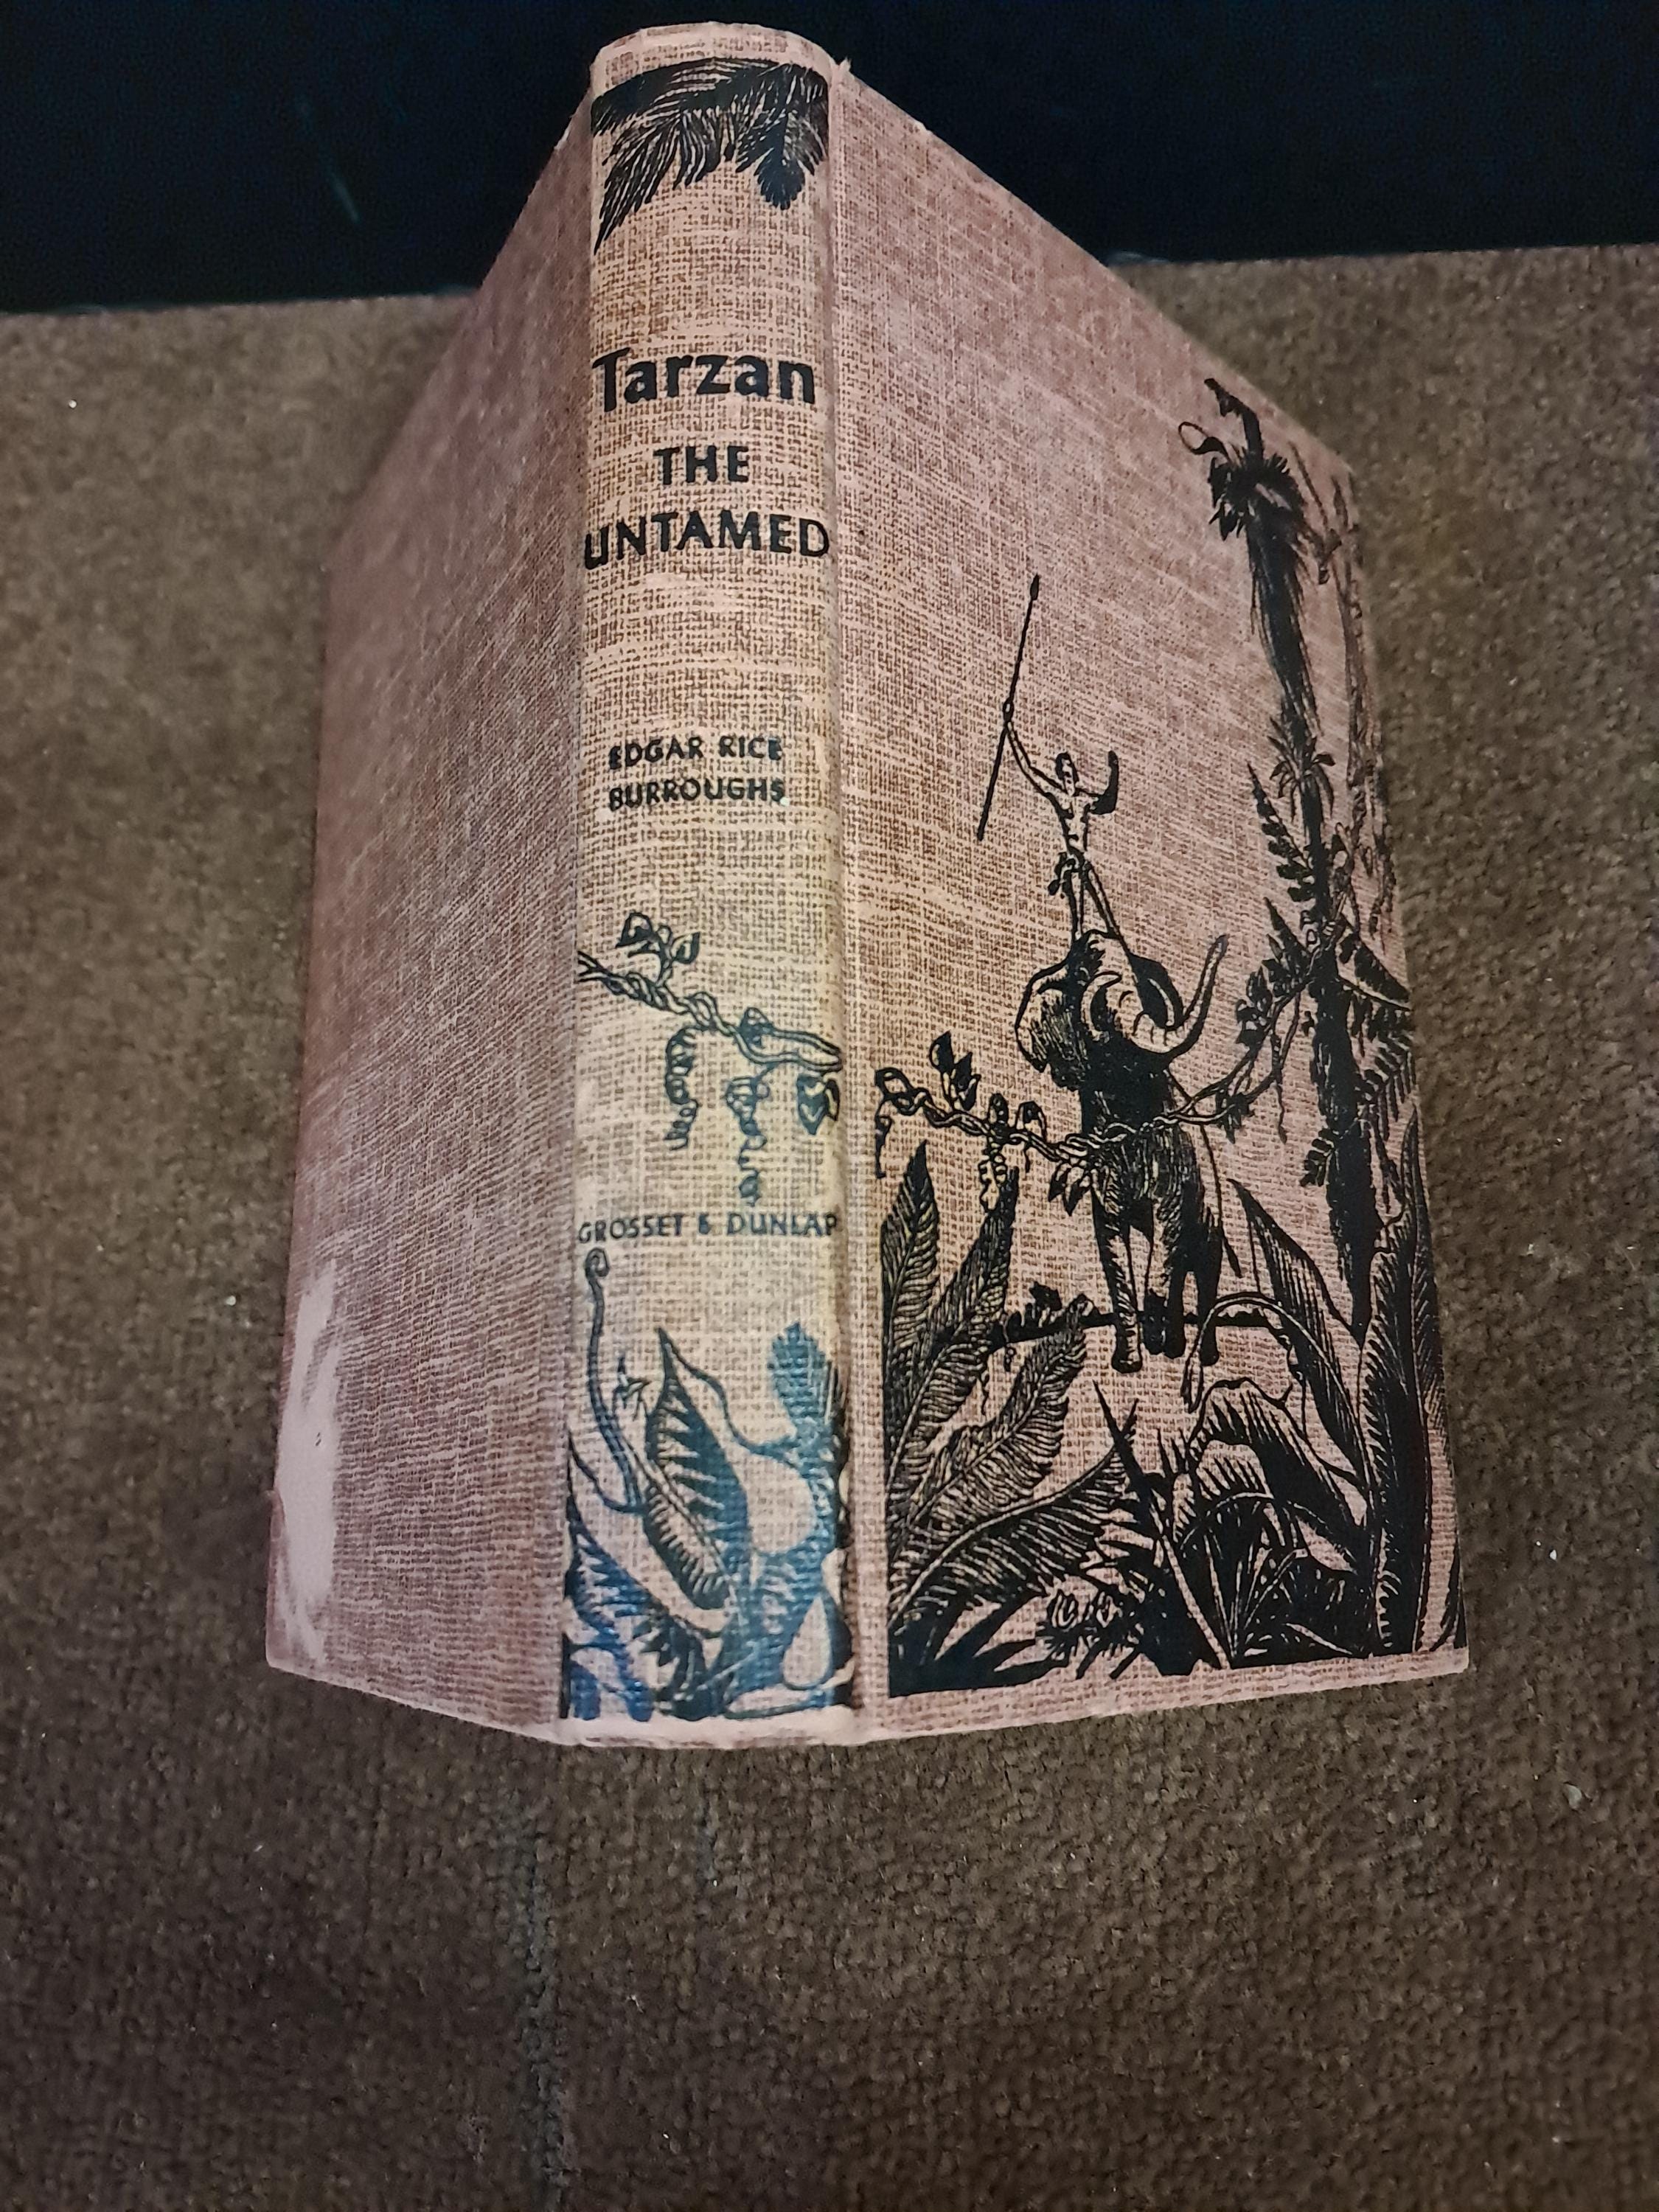 Tarzan
THE
UNTAMED
EDGAR RICE
BURROUGHS
GROSSET & DUNLAP